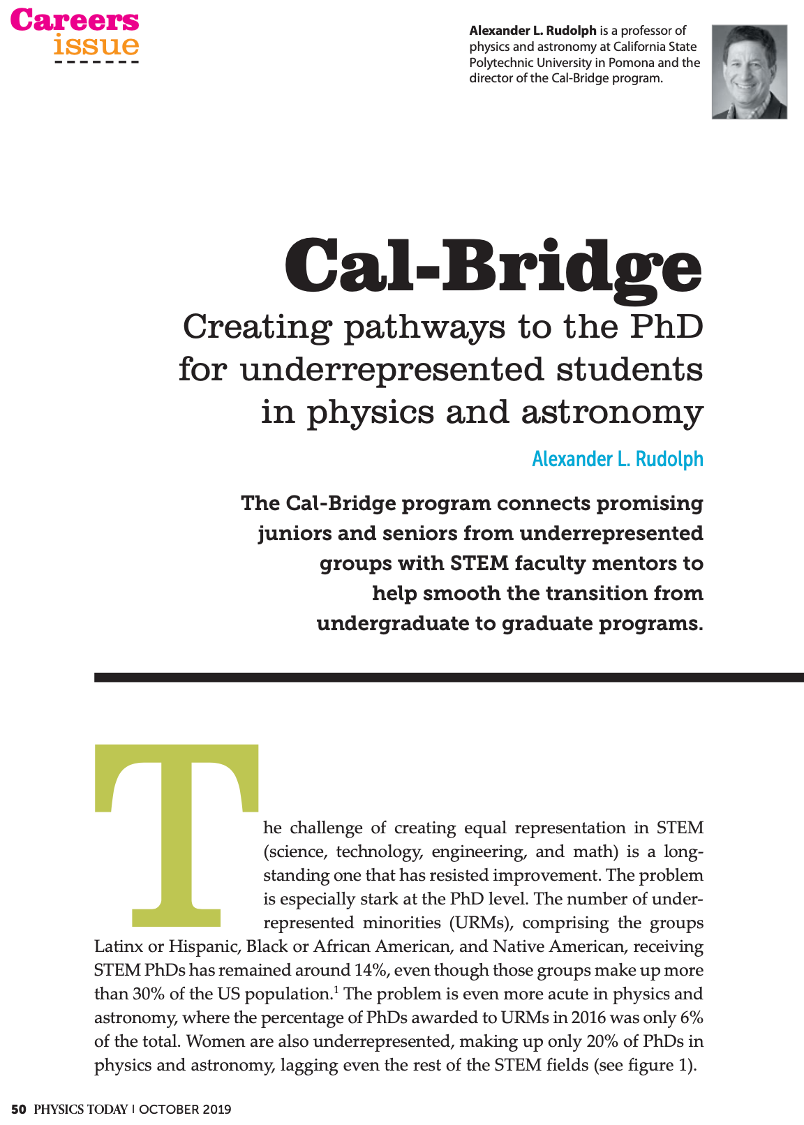 Careers
issue
Alexander L. Rudolph is a professor of
physics and astronomy at California State
Polytechnic University in Pomona and the
director of the Cal-Bridge program.
Cal-Bridge
Creating pathways to the PhD
for underrepresented students
in physics and astronomy
Alexander L. Rudolph
The Cal-Bridge program connects promising
juniors and seniors from underrepresented
groups with STEM faculty mentors to
help smooth the transition from
undergraduate to graduate programs.
The challenge of creating equal representation in STEM
(science, technology, engineering, and math) is a long-
standing one that has resisted improvement. The problem
is especially stark at the PhD level. The number of under-
represented minorities (URMs), comprising the groups
Latinx or Hispanic, Black or African American, and Native American, receiving
STEM PhDs has remained around 14%, even though those groups make up more
than 30% of the US population.¹ The problem is even more acute in physics and
astronomy, where the percentage of PhDs awarded to URMs in 2016 was only 6%
of the total. Women are also underrepresented, making up only 20% of PhDs in
physics and astronomy, lagging even the rest of the STEM fields (see figure 1).
50 PHYSICS TODAY | OCTOBER 2019